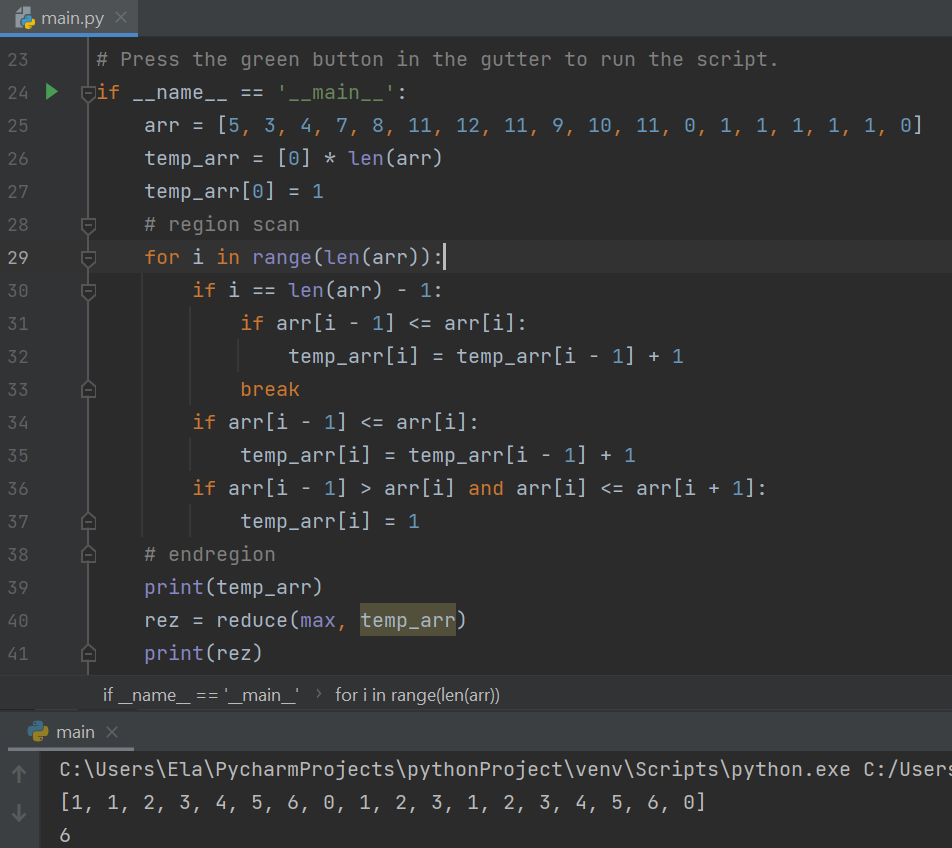 main.py
23 # Press the green button in the gutter to run the script.
24 if __name__ == '__main__':
25 arr = [5, 3, 4, 7, 8, 11, 12, 11, 9, 10, 11, 0, 1, 1, 1, 1, 1, 0]
26 temp_arr = [0] * len(arr)
27 temp_arr[0] = 1
28 # region scan
29 for i in range(len(arr)):
30 if i == len(arr) - 1:
31 if arr[i - 1] <= arr[i]:
32 temp_arr[i] = temp_arr[i - 1] + 1
33 break
34 if arr[i - 1] <= arr[i]:
35 temp_arr[i] = temp_arr[i - 1] + 1
36 if arr[i - 1] > arr[i] and arr[i] <= arr[i + 1]:
37 temp_arr[i] = 1
38 # endregion
39 print(temp_arr)
40 rez = reduce(max, temp_arr)
41 print(rez)
if __name__ == '__main__' › for i in range(len(arr))
main
C:\Users\Ela\PycharmProjects\pythonProject\venv\Scripts\python.exe C:/Users
[1, 1, 2, 3, 4, 5, 6, 0, 1, 2, 3, 1, 2, 3, 4, 5, 6, 0]
6